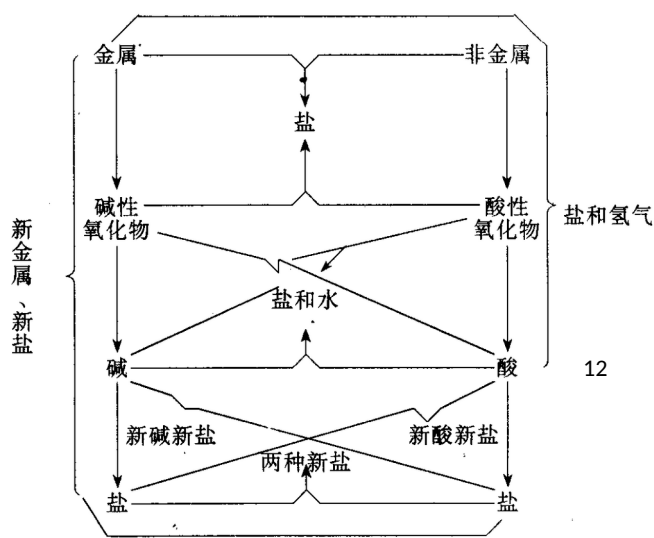 金属
非金属
盐
碱性
氧化物
酸性
氧化物
盐和氢气
新金属、新盐
盐和水
碱
酸
12
新碱新盐
新酸新盐
两种新盐
盐
盐